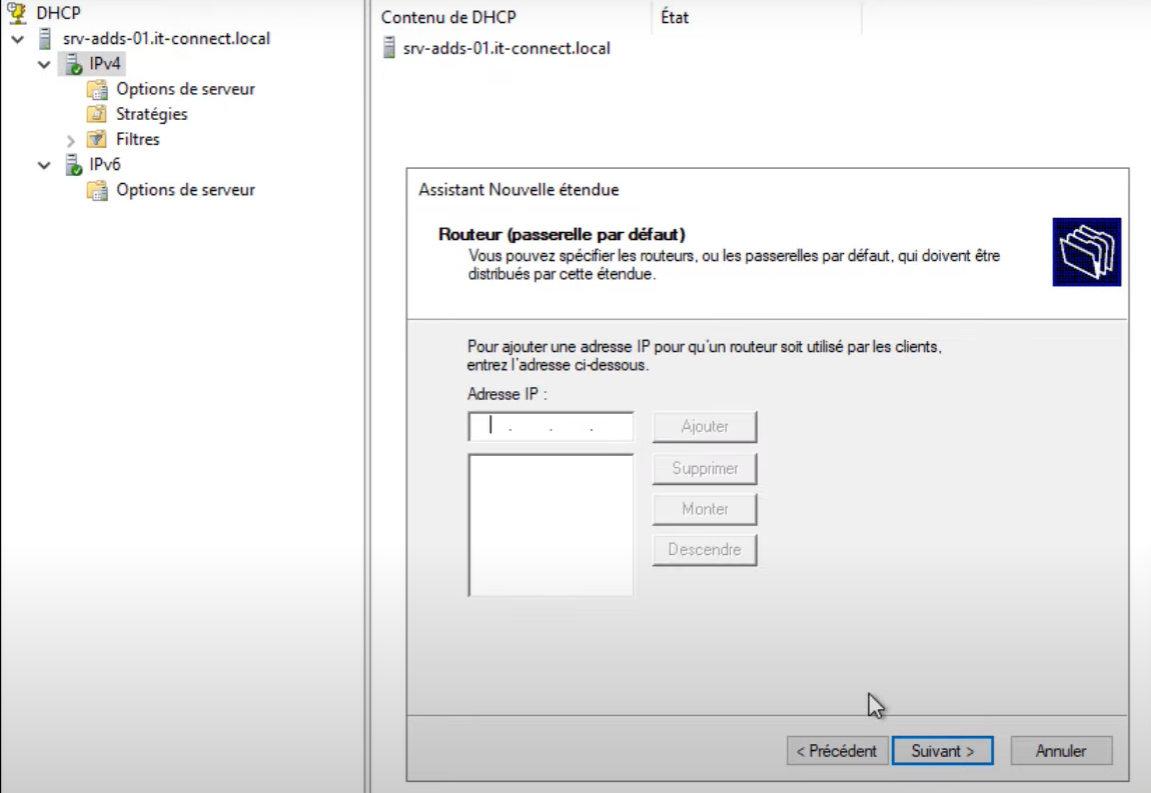 DHCP
srv-adds-01.it-connect.local
IPv4
Options de serveur
Stratégies
Filtres
IPv6
Options de serveur
Contenu de DHCP
État
srv-adds-01.it-connect.local
Assistant Nouvelle étendue
Routeur (passerelle par défaut)
Vous pouvez spécifier les routeurs, ou les passerelles par défaut, qui doivent être
distribués par cette étendue.
Pour ajouter une adresse IP pour qu'un routeur soit utilisé par les clients,
entrez l'adresse ci-dessous.
Adresse IP :
. . .
Ajouter
Supprimer
Monter
Descendre
< Précédent
Suivant >
Annuler